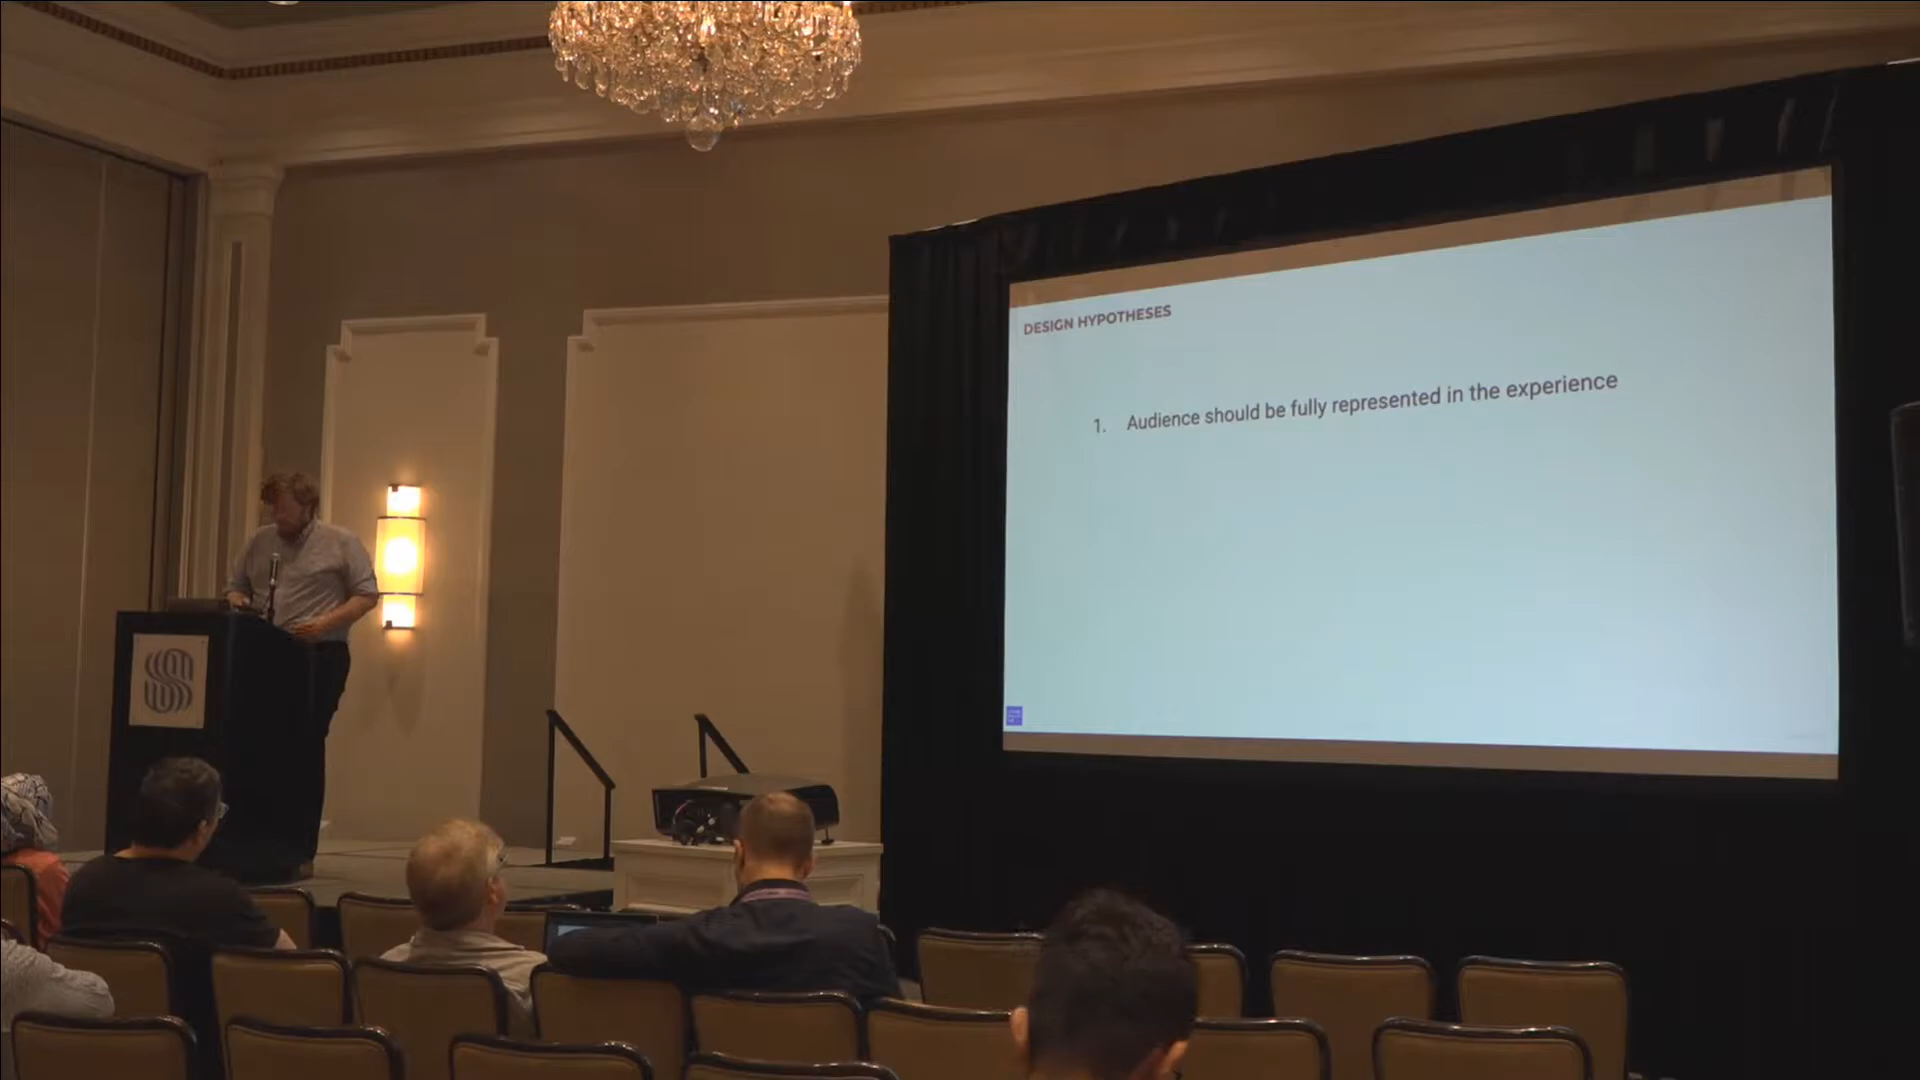 DESIGN HYPOTHESES
1. Audience should be fully represented in the experience